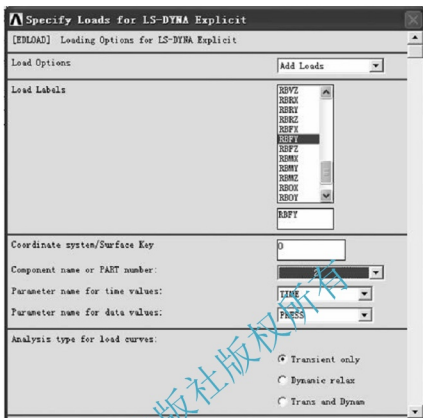 Specify Loads for LS-DYNA Explicit
[EDLOAD] Loading Options for LS-DYNA Explicit
Load Options
Add Loads
Load Labels
RBVZ
RBRX
RBRY
RBRZ
RBFX
RBFY
RBFZ
RBMX
RBMY
RBMZ
RBOX
RBOY
RBFY
Coordinate system/Surface Key
0
Component name or PART number:
Parameter name for time values:
TIME
Parameter name for data values:
PRESS
Analysis type for load curves:
Transient only
Dynamic relax
Trans and Dynam
版社版权所有